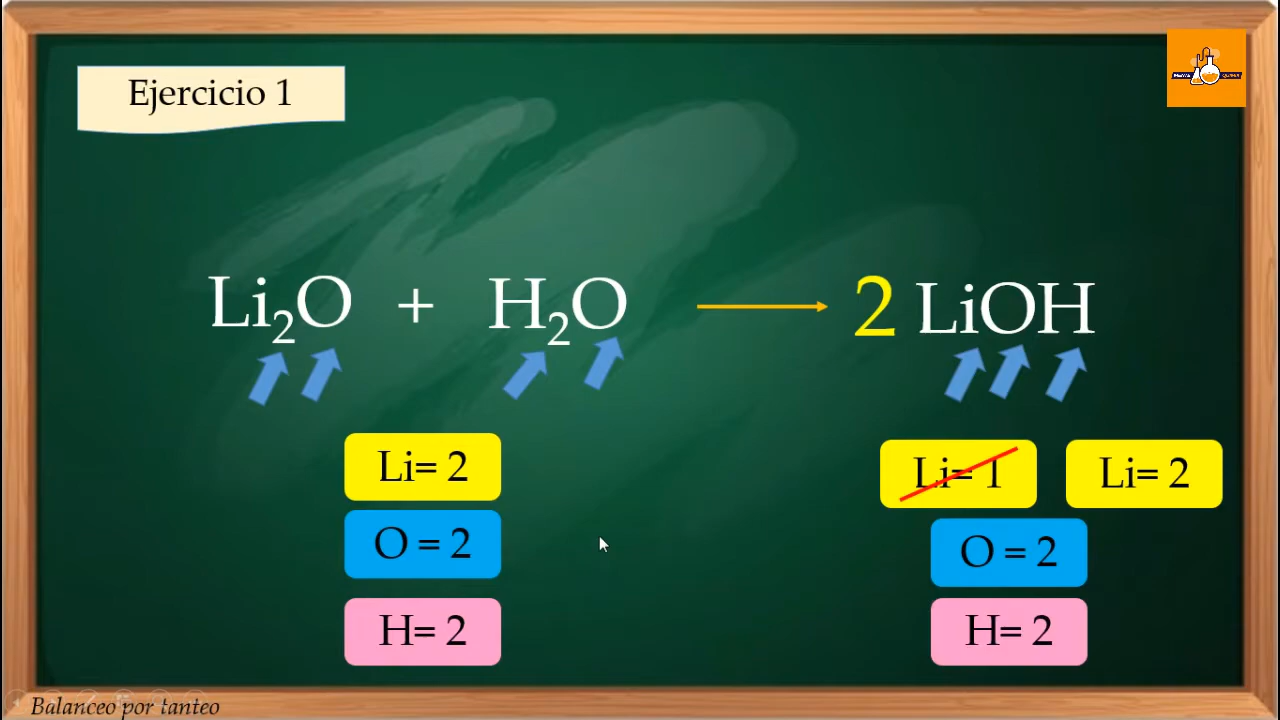 Ejercicio 1
Li₂O + H₂O → 2 LiOH
Li= 2
Li= 1
Li= 2
O = 2
O = 2
H= 2
H= 2
Balanceo por tanteo